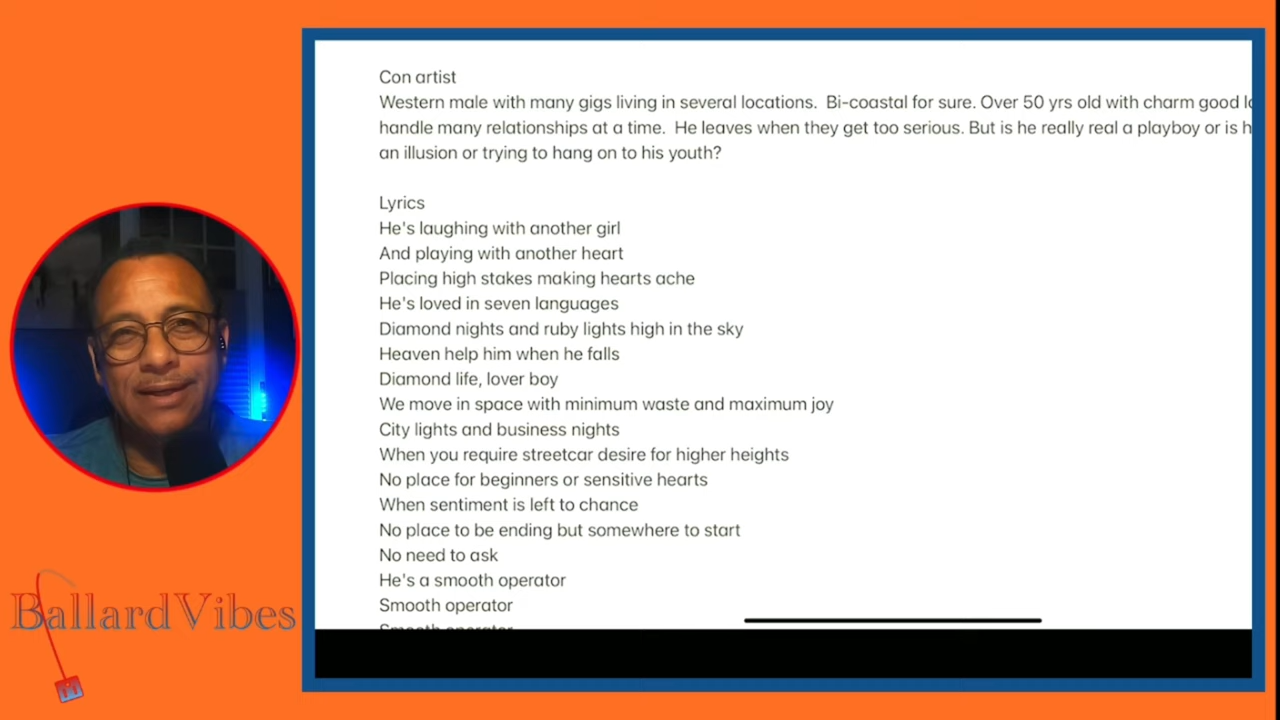 Con artist
Western male with many gigs living in several locations.  Bi-coastal for sure. Over 50 yrs old with charm good
handle many relationships at a time.  He leaves when they get too serious. But is he really real a playboy or is
an illusion or trying to hang on to his youth?
Lyrics
He's laughing with another girl
And playing with another heart
Placing high stakes making hearts ache
He's loved in seven languages
Diamond nights and ruby lights high in the sky
Heaven help him when he falls
Diamond life, lover boy
We move in space with minimum waste and maximum joy
City lights and business nights
When you require streetcar desire for higher heights
No place for beginners or sensitive hearts
When sentiment is left to chance
No place to be ending but somewhere to start
No need to ask
He's a smooth operator
Smooth operator
Smooth operator
BallardVibes